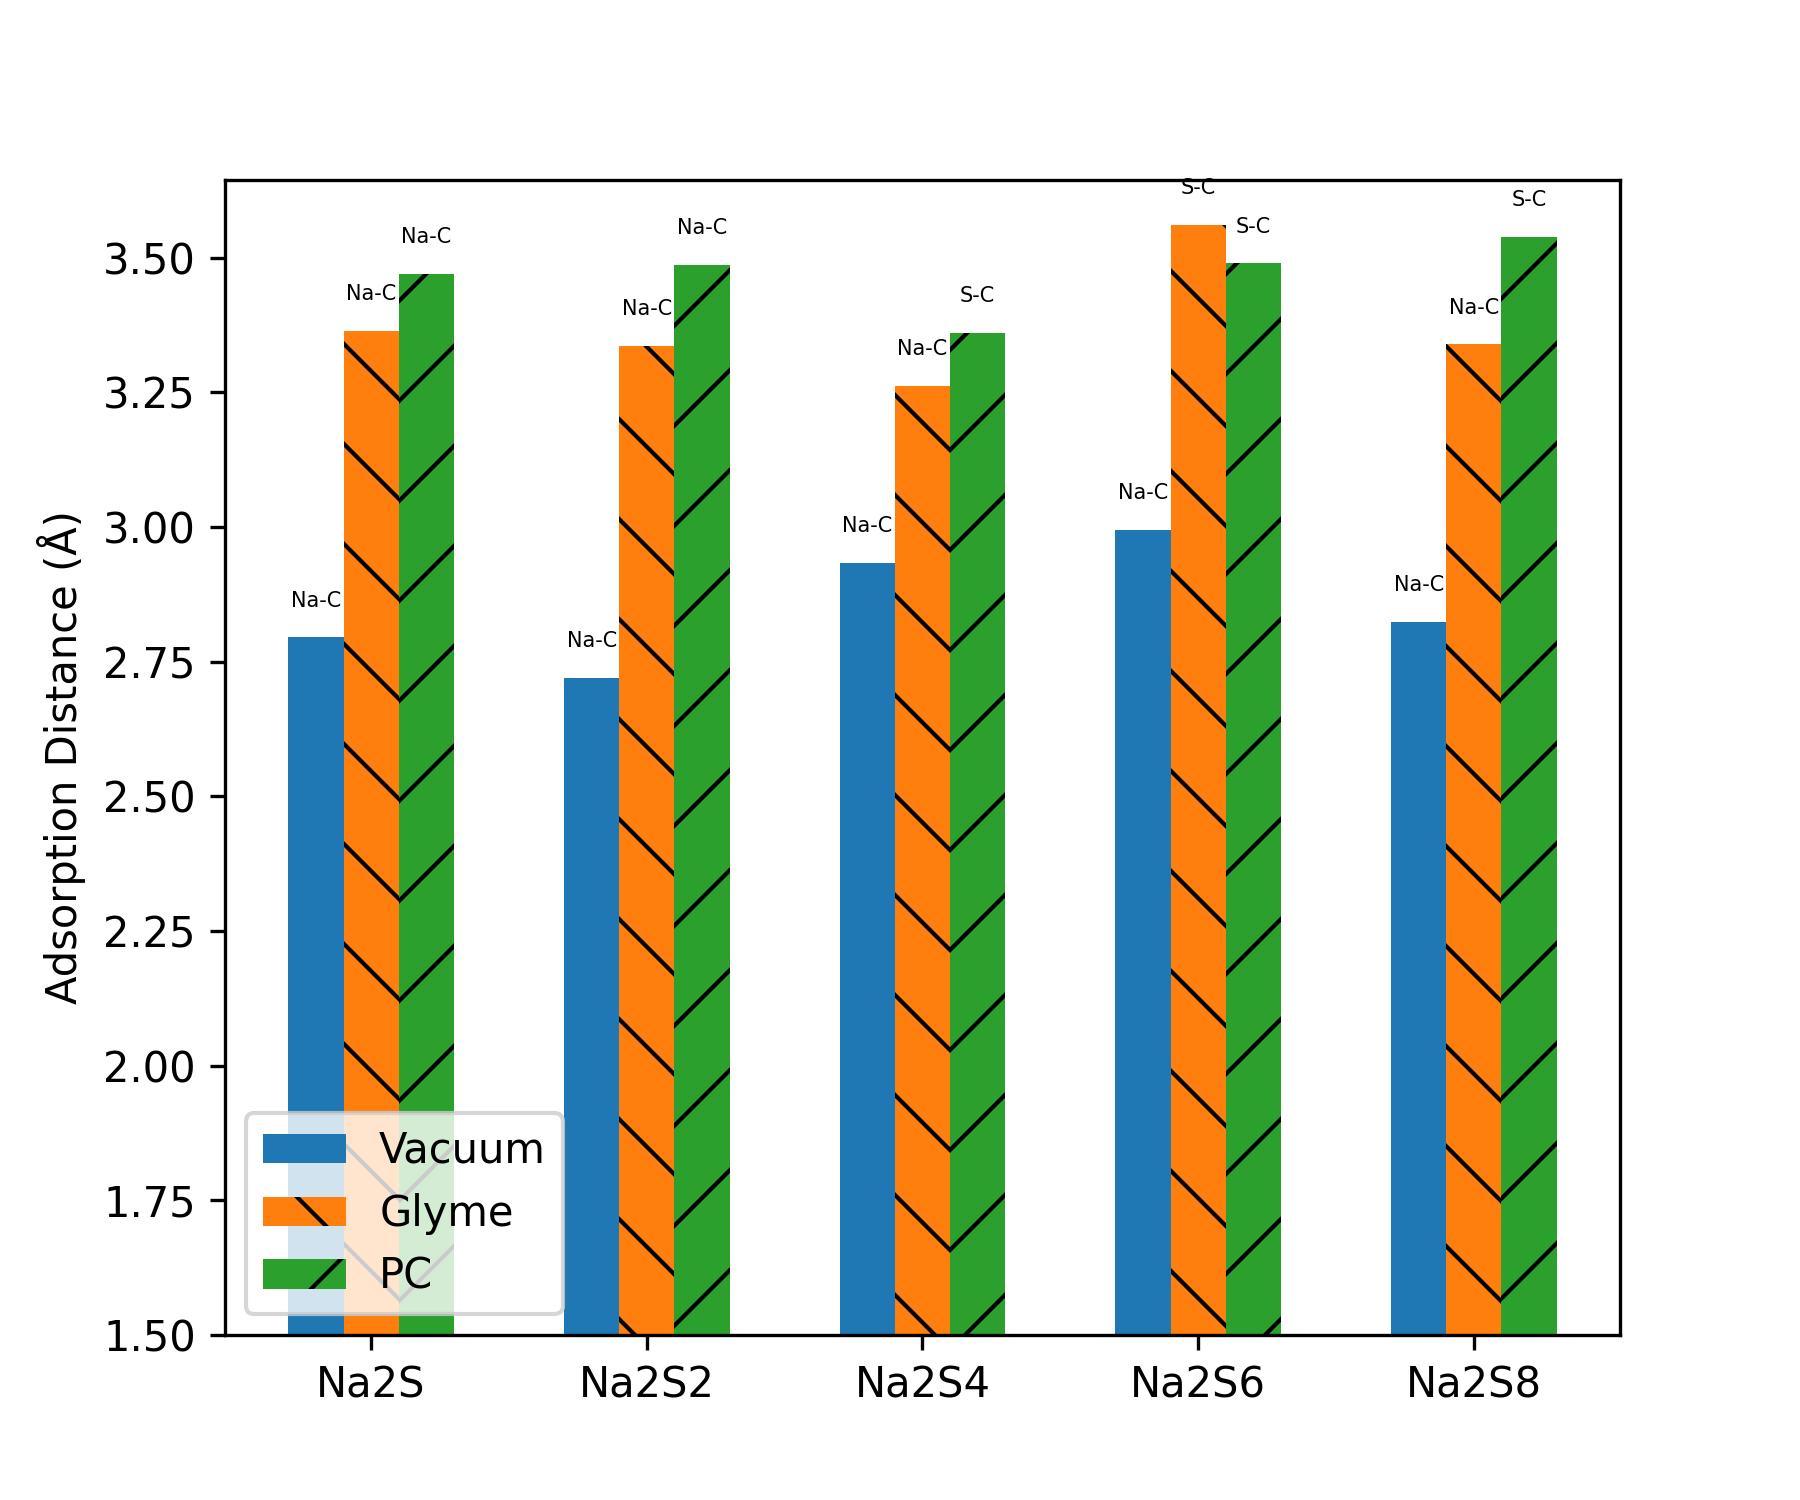 S-C
S-C
Na-C
Na-C
S-C
Na-C
Na-C
S-C
Na-C
Na-C
Na-C
Na-C
Na-C
Na-C
Na-C
3.50
3.25
3.00
2.75
2.50
2.25
2.00
1.75
1.50
Adsorption Distance (Å)
Vacuum
Glyme
PC
Na2S Na2S2 Na2S4 Na2S6 Na2S8